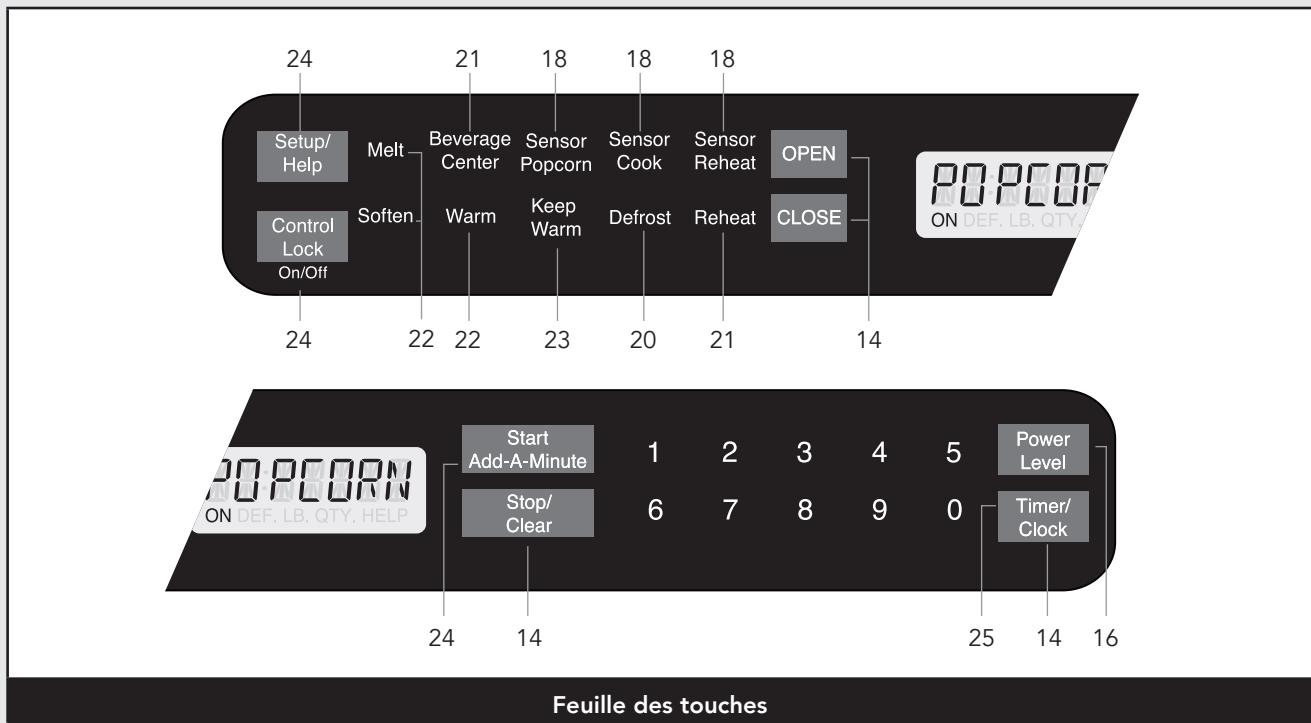 24 21 18 18 18
Setup/
Help
Melt
Beverage
Center
Sensor
Popcorn
Sensor
Cook
Sensor
Reheat
OPEN
POPCOR
ON DEF. LB. QTY.
Control
Lock
On/Off
Soften
Warm
Keep
Warm
Defrost
Reheat
CLOSE
24 22 22 23 20 21 14
POPCORN
ON DEF. LB. QTY. HELP
Start
Add-A-Minute
1 2 3 4 5
Power
Level
Stop/
Clear
6 7 8 9 0
Timer/
Clock
24 14 25 14 16
Feuille des touches